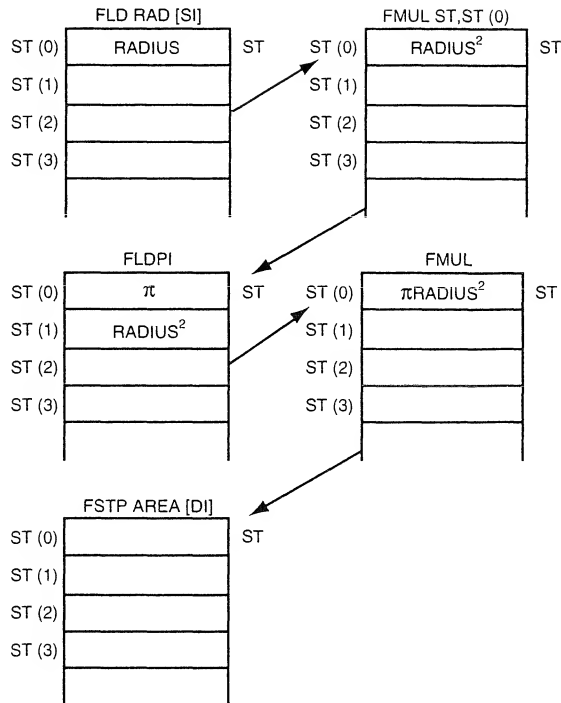 FLD RAD [SI]
ST (0) RADIUS ST
ST (1)
ST (2)
ST (3)
FMUL ST,ST (0)
ST (0) RADIUS² ST
ST (1)
ST (2)
ST (3)
FLDPI
ST (0) π ST
ST (1) RADIUS²
ST (2)
ST (3)
FMUL
ST (0) πRADIUS² ST
ST (1)
ST (2)
ST (3)
FSTP AREA [DI]
ST (0) ST
ST (1)
ST (2)
ST (3)